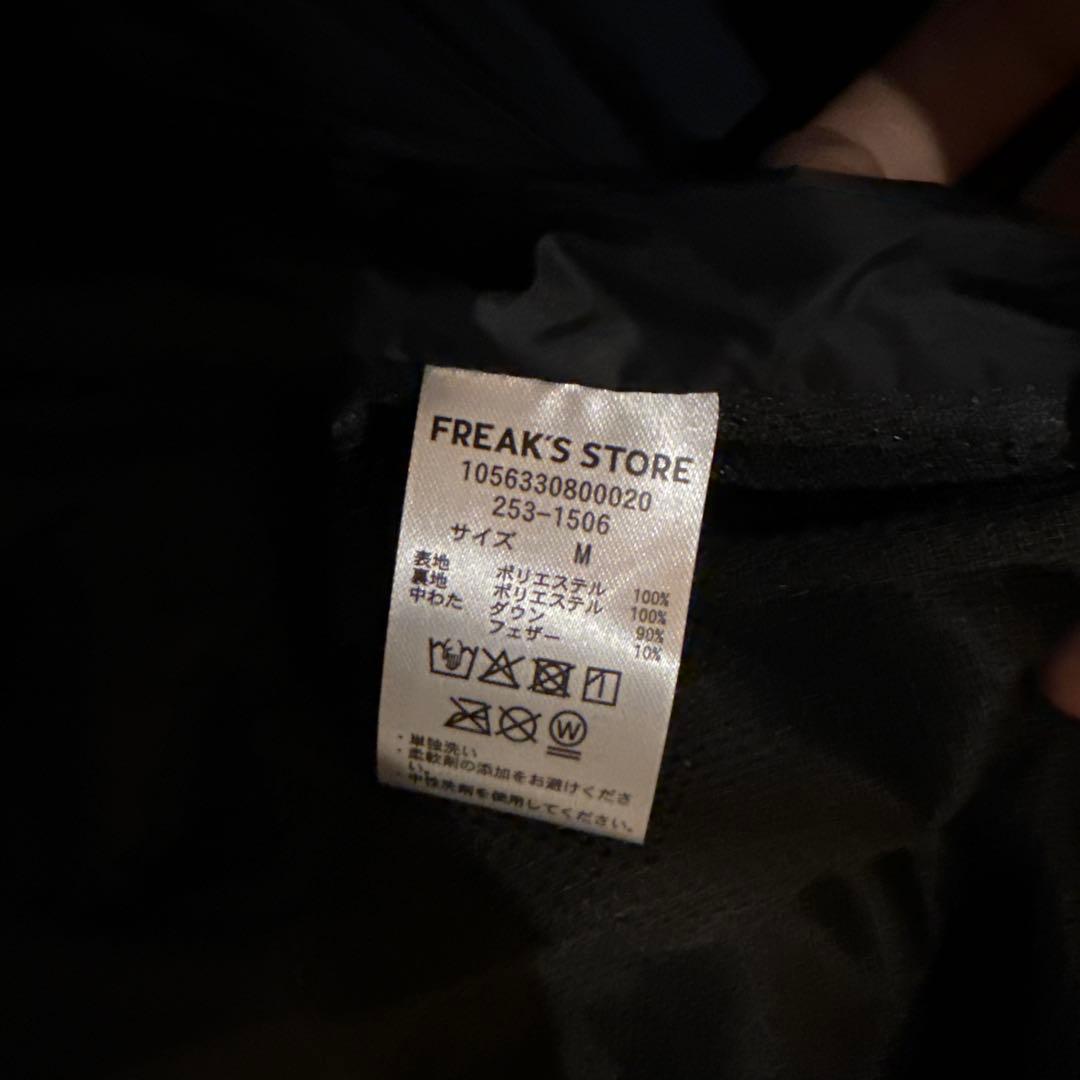 FREAK'S STORE
1056330800020
253-1506
サイズ M
表地 ポリエステル 100%
裏地 ポリエステル 100%
中わた ダウン 90%
フェザー 10%
W
・単独洗い
・柔軟剤の添加をお避けくださ
い。
・中性洗剤を使用してください。